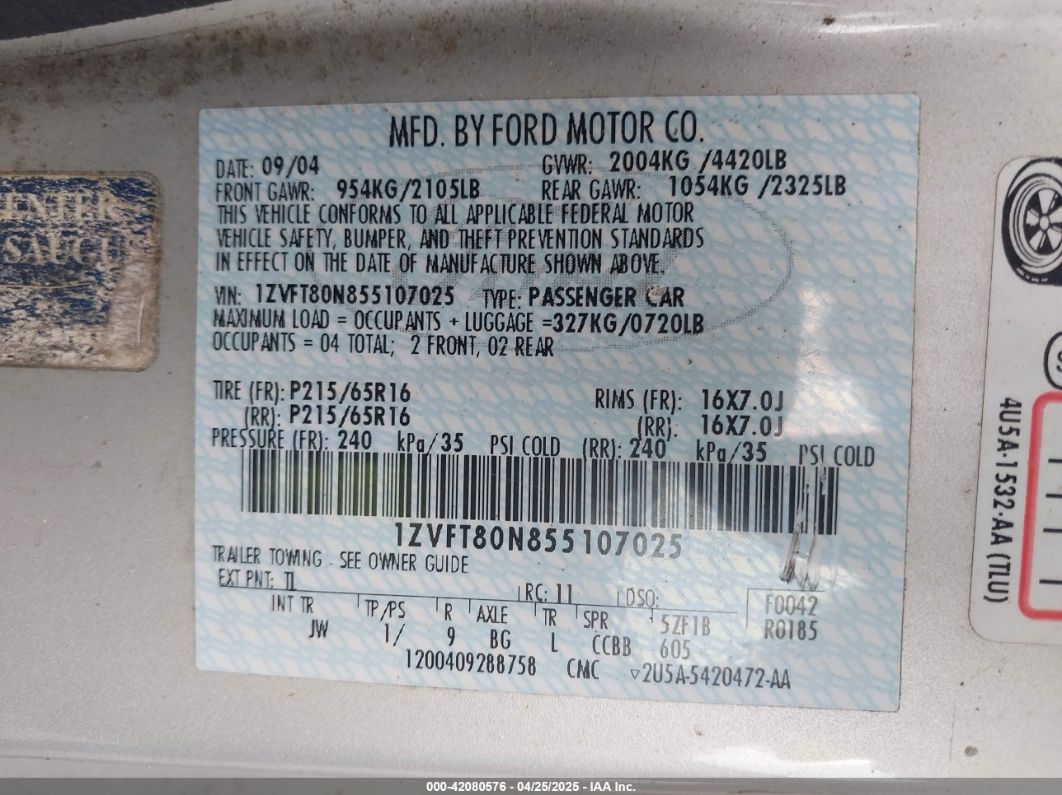 MFD. BY FORD MOTOR CO.
DATE: 09/04 GVWR: 2004KG /4420LB
FRONT GAWR: 954KG/2105LB REAR GAWR: 1054KG /2325LB
THIS VEHICLE CONFORMS TO ALL APPLICABLE FEDERAL MOTOR
VEHICLE SAFETY, BUMPER, AND THEFT PREVENTION STANDARDS
IN EFFECT ON THE DATE OF MANUFACTURE SHOWN ABOVE.
VIN: 1ZVFT80N855107025 TYPE: PASSENGER CAR
MAXIMUM LOAD = OCCUPANTS + LUGGAGE =327KG/0720LB
OCCUPANTS = 04 TOTAL; 2 FRONT, 02 REAR
TIRE (FR): P215/65R16 RIMS (FR): 16X7.0J
(RR): P215/65R16 (RR): 16X7.0J
PRESSURE (FR): 240 kPa/35 PSI COLD (RR): 240 kPa/35 PSI COLD
1ZVFT80N855107025
TRAILER TOWING - SEE OWNER GUIDE
EXT PNT: TL RC: 11 DSO: F0042
INT TR TP/PS R AXLE TR SPR 5ZF1B R0185
JW 1/ 9 BG L CCBB 605
1200409288758 CMC ▽2U5A-5420472-AA
ENTER
SAUCU
4U5A-1532-AA (TLU)
000-42080576 - 04/25/2025 - IAA Inc.